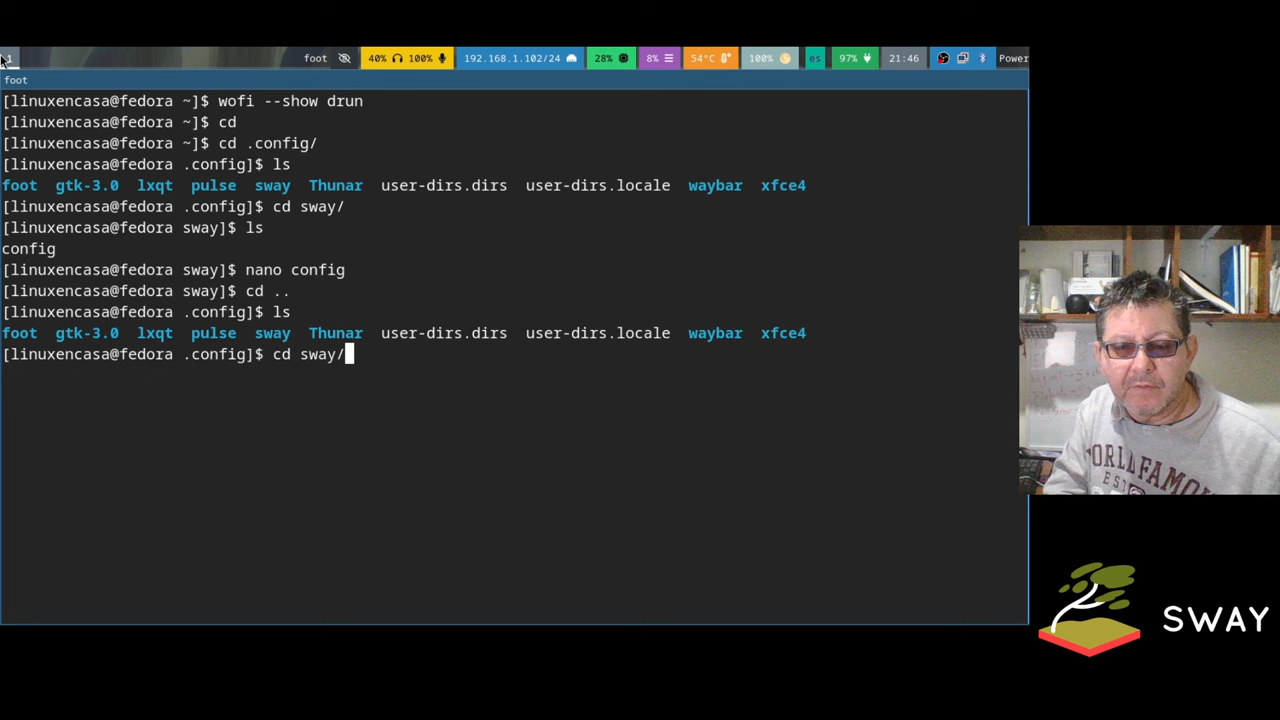 1 foot 40% 100% 192.168.1.102/24 28% 8% 54°C 100% es 97% 21:46 Power
foot
[linuxencasa@fedora ~]$ wofi --show drun
[linuxencasa@fedora ~]$ cd
[linuxencasa@fedora ~]$ cd .config/
[linuxencasa@fedora .config]$ ls
foot gtk-3.0 lxqt pulse sway Thunar user-dirs.dirs user-dirs.locale waybar xfce4
[linuxencasa@fedora .config]$ cd sway/
[linuxencasa@fedora sway]$ ls
config
[linuxencasa@fedora sway]$ nano config
[linuxencasa@fedora sway]$ cd ..
[linuxencasa@fedora .config]$ ls
foot gtk-3.0 lxqt pulse sway Thunar user-dirs.dirs user-dirs.locale waybar xfce4
[linuxencasa@fedora .config]$ cd sway/
WORLD FAMOU
EST
SWAY